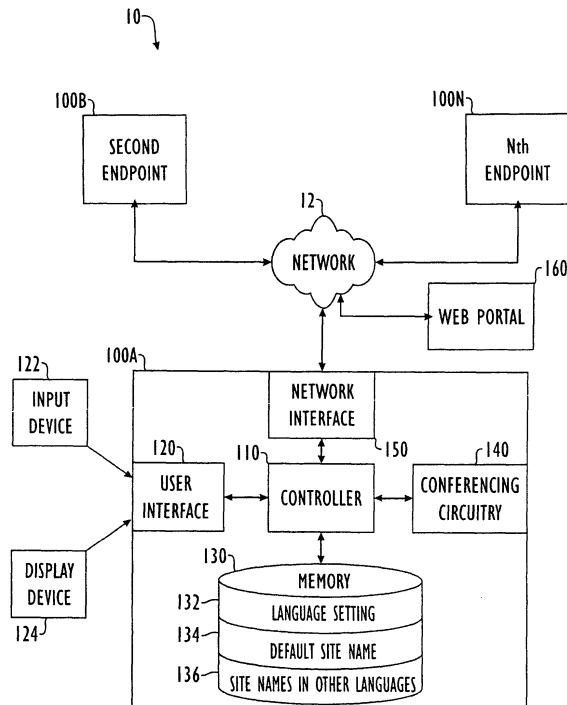 10
100B
SECOND
ENDPOINT
100N
Nth
ENDPOINT
12
NETWORK
160
WEB PORTAL
100A
122
INPUT
DEVICE
NETWORK
INTERFACE
150
120
USER
INTERFACE
110
CONTROLLER
140
CONFERENCING
CIRCUITRY
DISPLAY
DEVICE
124
130
MEMORY
132
LANGUAGE SETTING
134
DEFAULT SITE NAME
136
SITE NAMES IN OTHER LANGUAGES